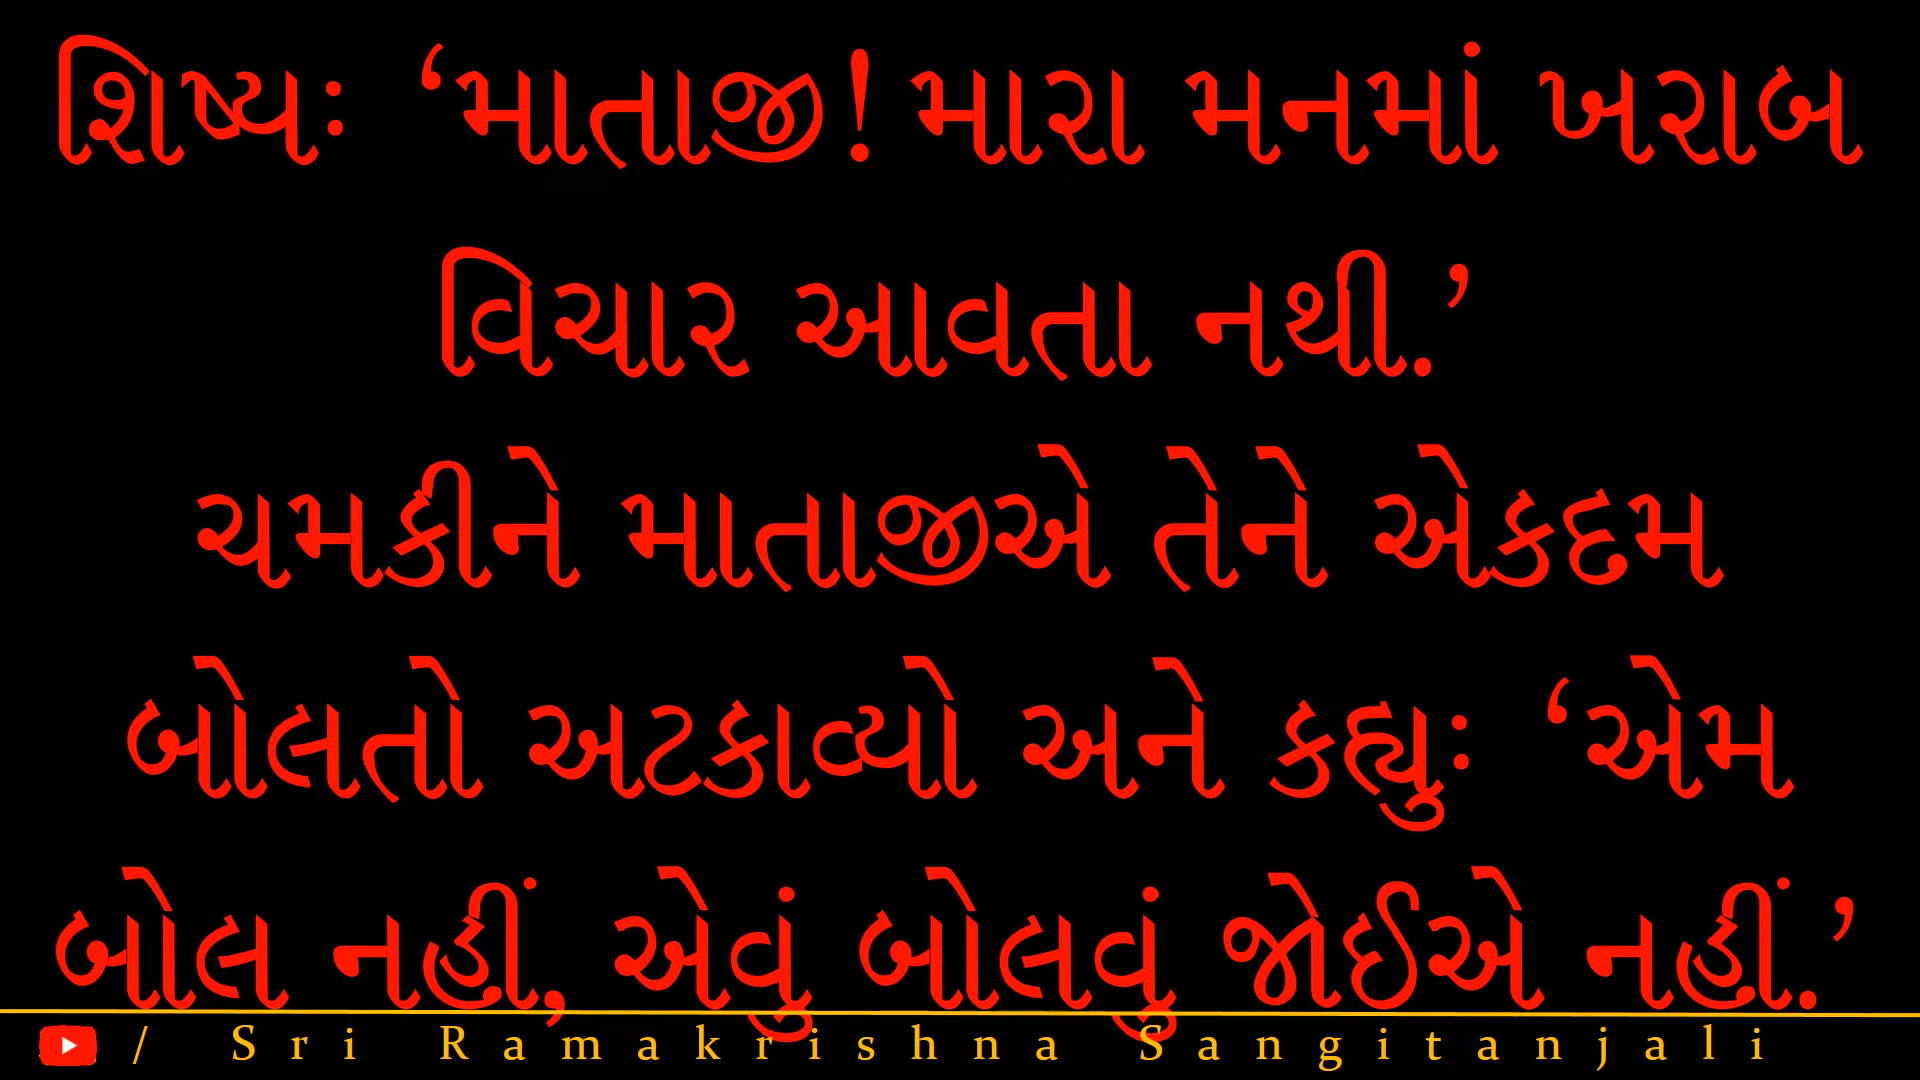 શિષ્યઃ ‘માતાજી! મારા મનમાં ખરાબ
વિચાર આવતા નથી.’
ચમકીને માતાજીએ તેને એકદમ
બોલતો અટકાવ્યો અને કહ્યુઃ ‘એમ
બોલ નહીં, એવું બોલવું જોઈએ નહીં.’
/ Sri Ramakrishna Sangitanjali